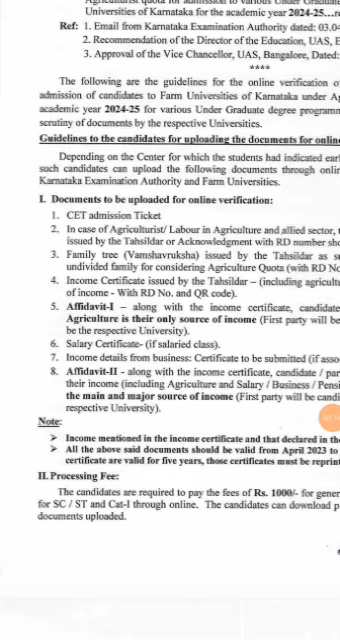 Agriculturist quota for admission to various Under Graduate
Universities of Karnataka for the academic year 2024-25...
Ref: 1. Email from Karnataka Examination Authority dated: 03.04
2. Recommendation of the Director of the Education, UAS, B
3. Approval of the Vice Chancellor, UAS, Bangalore, Dated:
****
The following are the guidelines for the online verification o
admission of candidates to Farm Universities of Karnataka under Ag
academic year 2024-25 for various Under Graduate degree programm
scrutiny of documents by the respective Universities.
Guidelines to the candidates for uploading the documents for online
Depending on the Center for which the students had indicated earl
such candidates can upload the following documents through onlin
Karnataka Examination Authority and Farm Universities.
I. Documents to be uploaded for online verification:
1. CET admission Ticket
2. In case of Agriculturist/ Labour in Agriculture and allied sector, t
issued by the Tahsildar or Acknowledgment with RD number sho
3. Family tree (Vamshavruksha) issued by the Tahsildar as su
undivided family for considering Agriculture Quota (with RD No
4. Income Certificate issued by the Tahsildar – (including agricultu
of income - With RD No. and QR code).
5. Affidavit-I – along with the income certificate, candidate
Agriculture is their only source of income (First party will be
be the respective University).
6. Salary Certificate- (if salaried class).
7. Income details from business: Certificate to be submitted (if asso
8. Affidavit-II - along with the income certificate, candidate / par
their income (including Agriculture and Salary / Business / Pensi
the main and major source of income (First party will be candi
respective University).
Note:
➤ Income mentioned in the income certificate and that declared in the
➤ All the above said documents should be valid from April 2023 to
certificate are valid for five years, those certificates must be reprint
II. Processing Fee:
The candidates are required to pay the fees of Rs. 1000/- for gener
for SC / ST and Cat-I through online. The candidates can download p
documents uploaded.